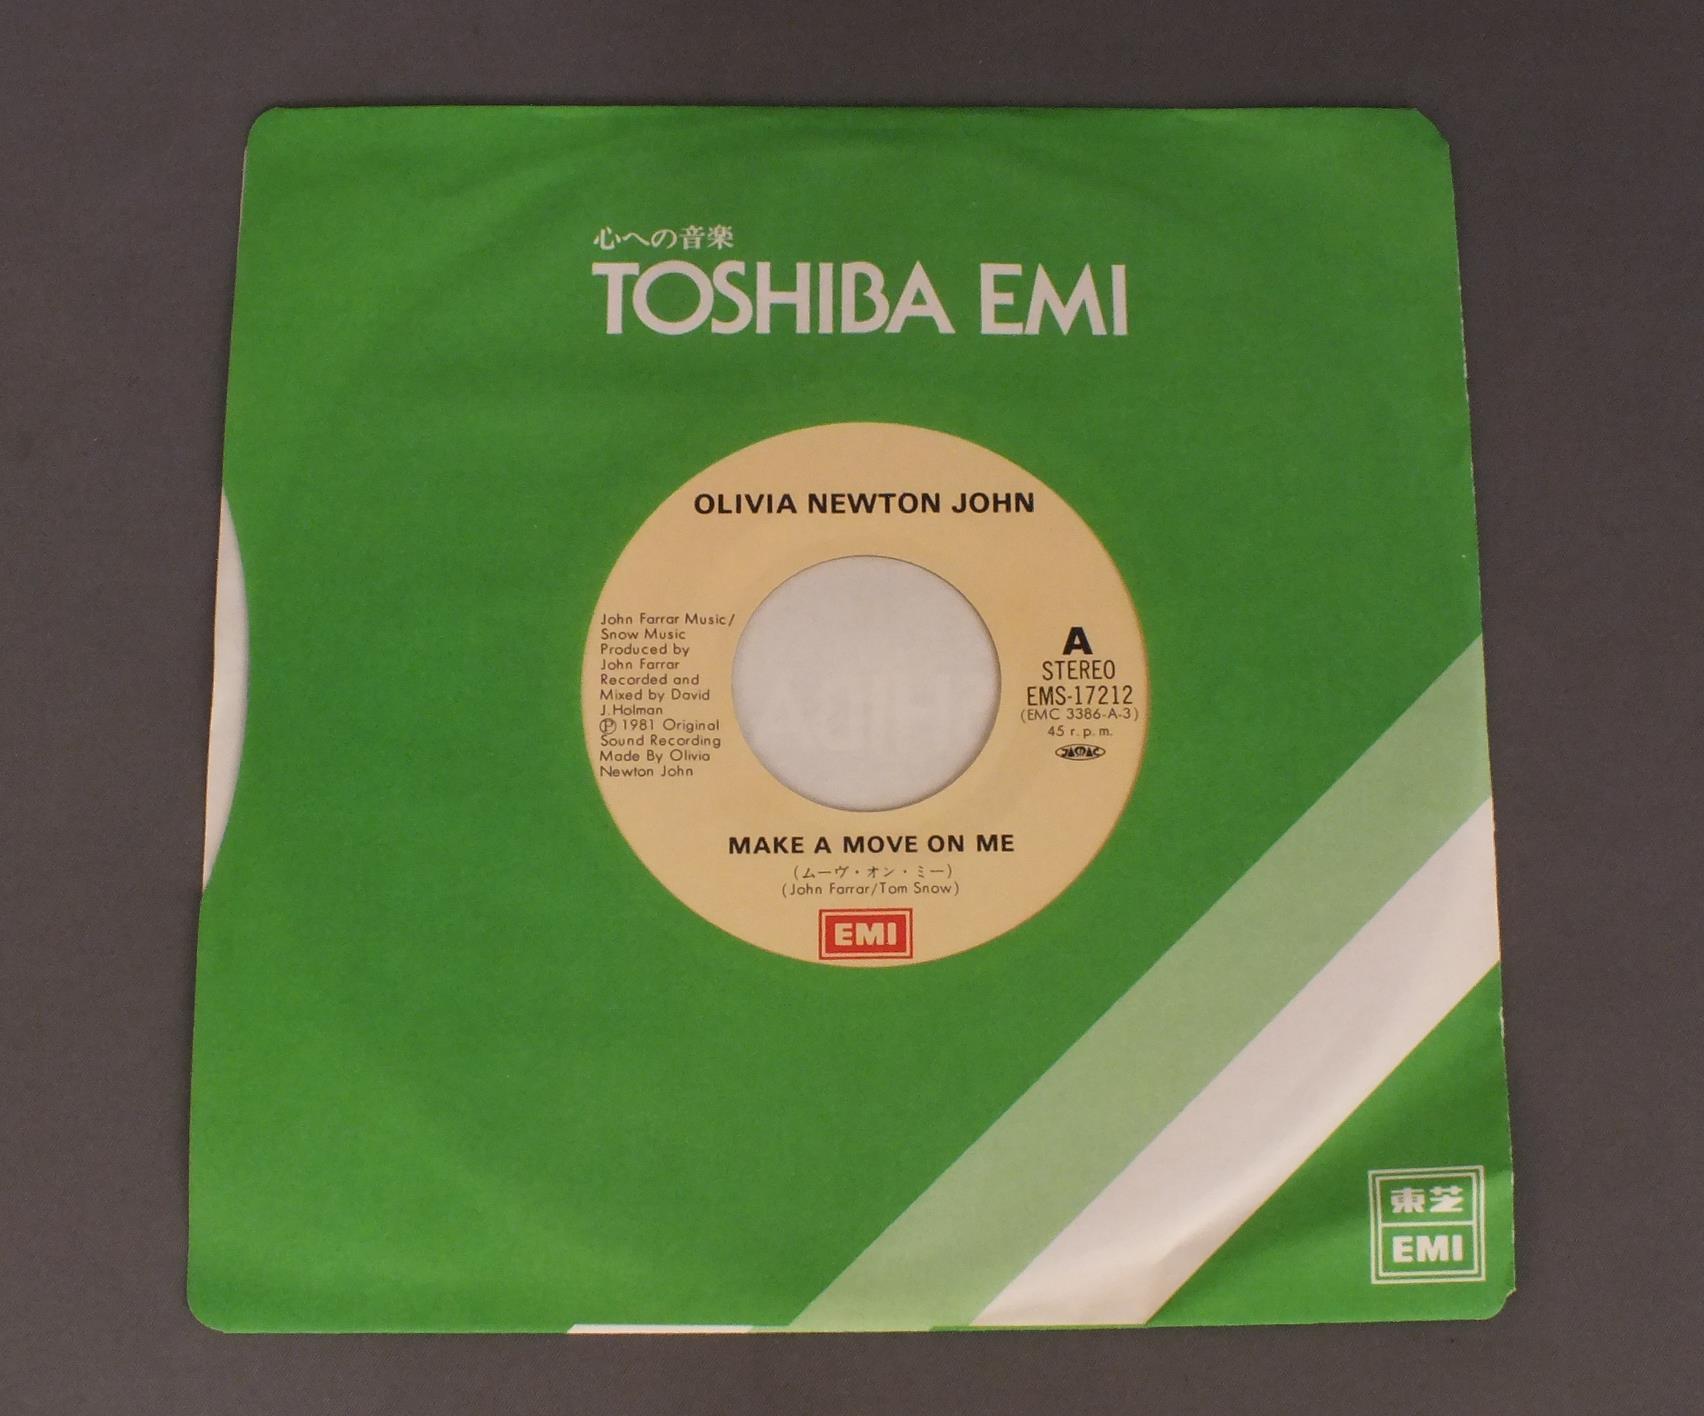 心への音楽
TOSHIBA EMI
OLIVIA NEWTON JOHN
John Farrar Music/
Snow Music
Produced by
John Farrar
Recorded and
Mixed by David
J. Holman
Ⓟ 1981 Original
Sound Recording
Made By Olivia
Newton John
A
STEREO
EMS-17212
(EMC 3386-A-3)
45 r.p.m.
JASRAC
MAKE A MOVE ON ME
(ムーヴ・オン・ミー)
(John Farrar/Tom Snow)
EMI
東芝
EMI